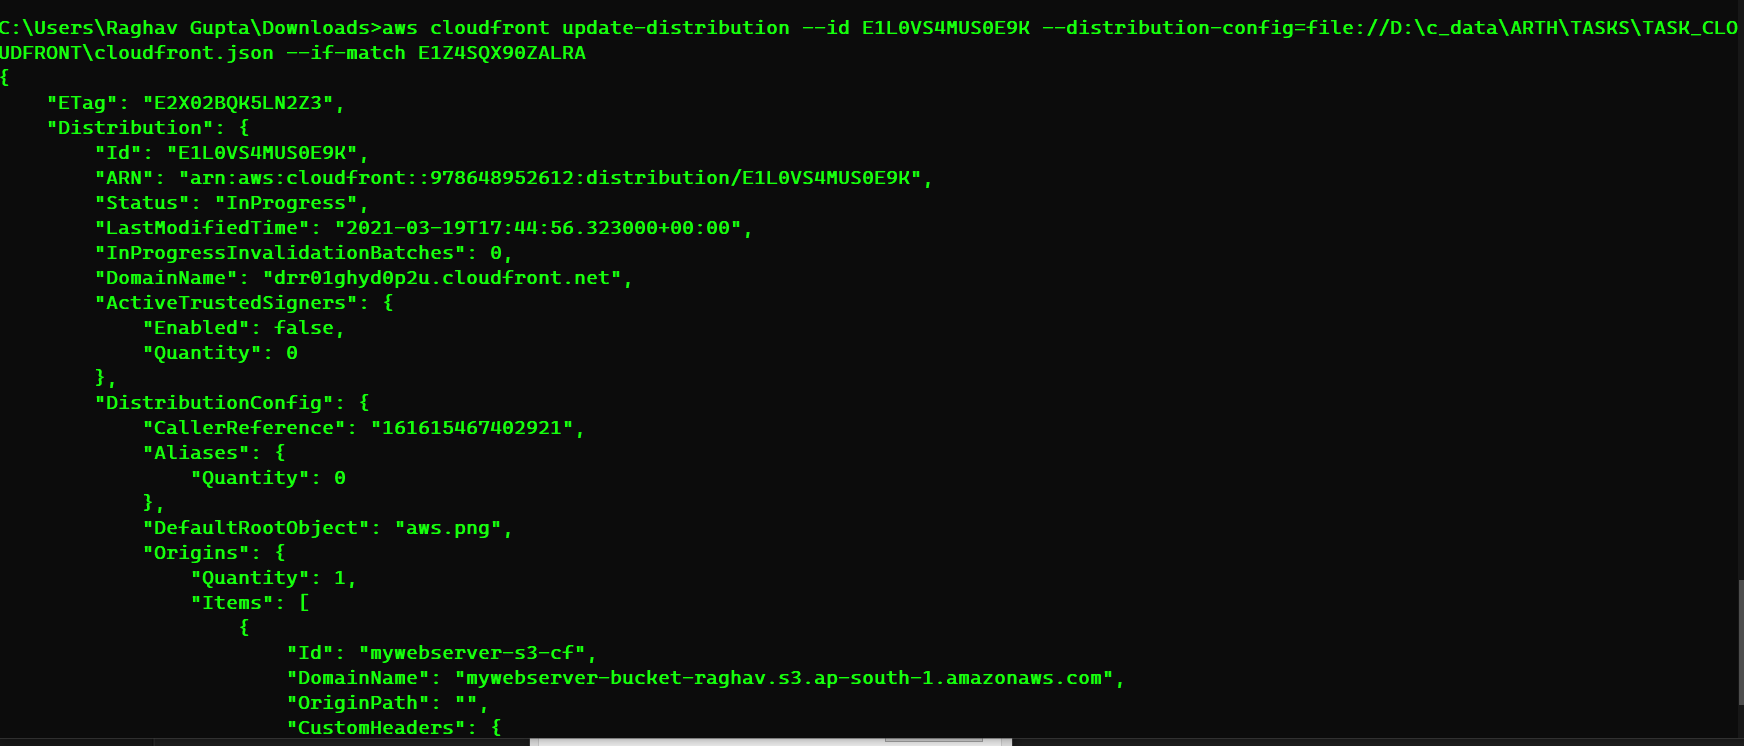 C:\Users\Raghav Gupta\Downloads>aws cloudfront update-distribution --id E1L0VS4MUS0E9K --distribution-config=file://D:\c_data\ARTH\TASKS\TASK_CLO
UDFRONT\cloudfront.json --if-match E1Z4SQX90ZALRA
{
    "ETag": "E2X02BQK5LN2Z3",
    "Distribution": {
        "Id": "E1L0VS4MUS0E9K",
        "ARN": "arn:aws:cloudfront::978648952612:distribution/E1L0VS4MUS0E9K",
        "Status": "InProgress",
        "LastModifiedTime": "2021-03-19T17:44:56.323000+00:00",
        "InProgressInvalidationBatches": 0,
        "DomainName": "drr01ghyd0p2u.cloudfront.net",
        "ActiveTrustedSigners": {
            "Enabled": false,
            "Quantity": 0
        },
        "DistributionConfig": {
            "CallerReference": "161615467402921",
            "Aliases": {
                "Quantity": 0
            },
            "DefaultRootObject": "aws.png",
            "Origins": {
                "Quantity": 1,
                "Items": [
                    {
                        "Id": "mywebserver-s3-cf",
                        "DomainName": "mywebserver-bucket-raghav.s3.ap-south-1.amazonaws.com",
                        "OriginPath": "",
                        "CustomHeaders": {